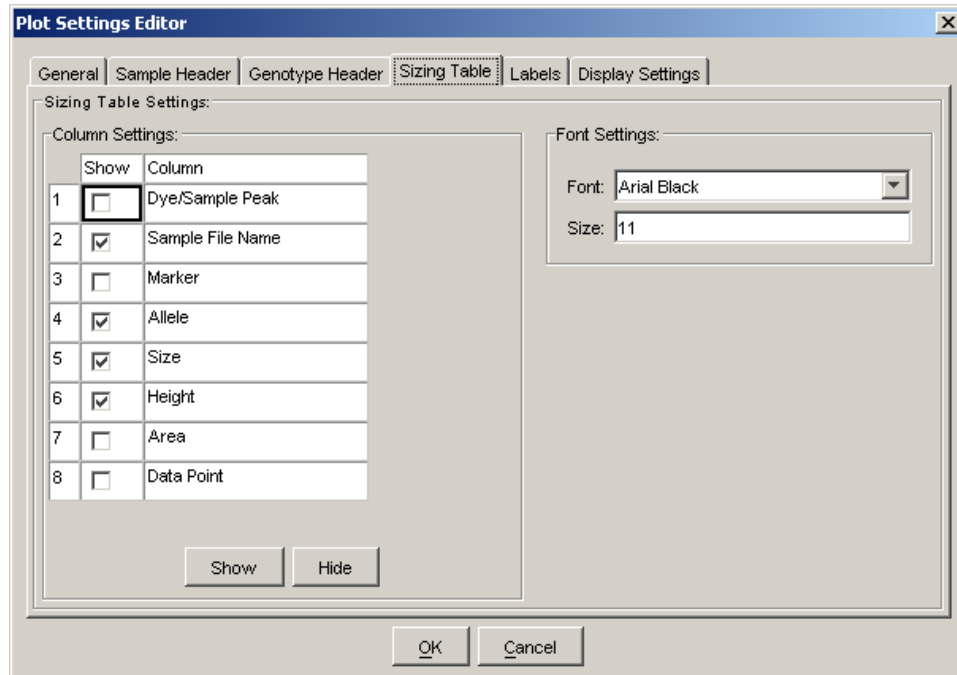 Plot Settings Editor
General Sample Header Genotype Header Sizing Table Labels Display Settings
Sizing Table Settings:
Column Settings:
Show Column
1 Dye/Sample Peak
2 Sample File Name
3 Marker
4 Allele
5 Size
6 Height
7 Area
8 Data Point
Show Hide
Font Settings:
Font: Arial Black
Size: 11
OK Cancel